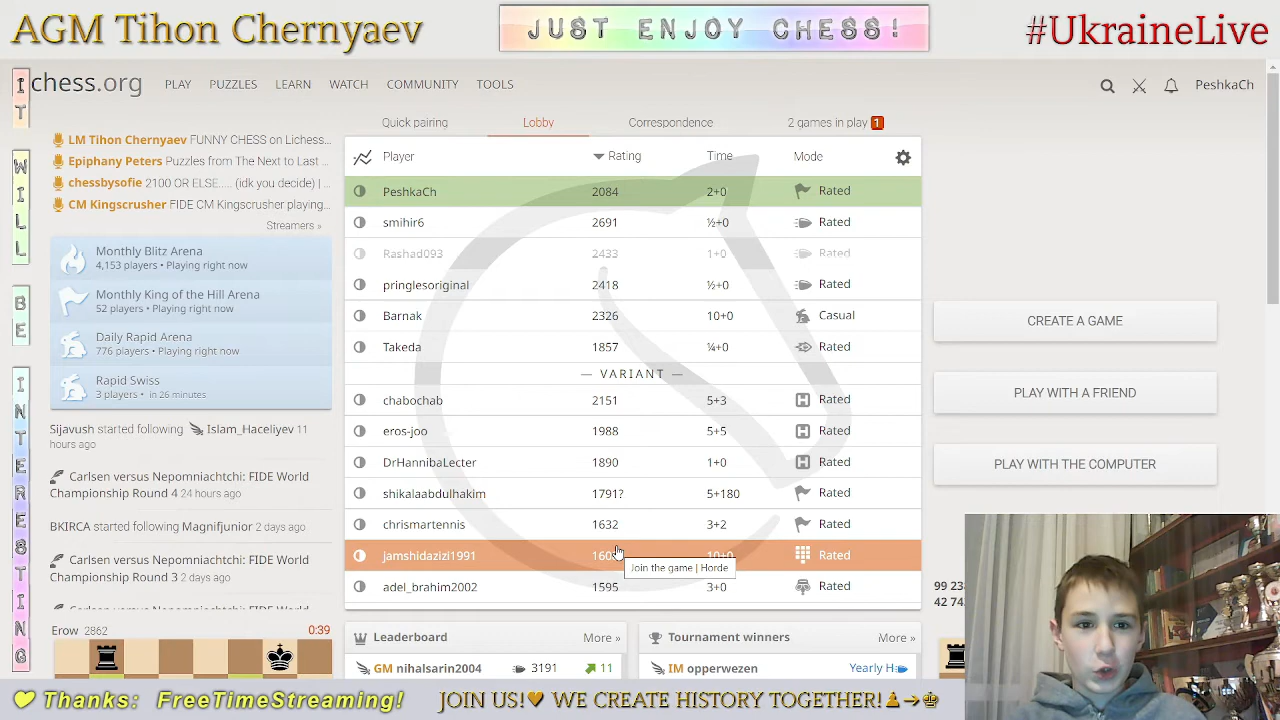 AGM Tihon Chernyaev
JUST ENJOY CHESS!
#UkraineLive
IT
WILL
BE
INTERESTING
chess.org
PLAY
PUZZLES
LEARN
WATCH
COMMUNITY
TOOLS
PeshkaCh
LM Tihon Chernyaev FUNNY CHESS on Lichess...
Epiphany Peters Puzzles from The Next to Last ...
chessbysofie 2100 OR ELSE..... (idk you decide) | ...
CM Kingscrusher FIDE CM Kingscrusher playing...
Streamers »
Monthly Blitz Arena
4,153 players • Playing right now
Monthly King of the Hill Arena
52 players • Playing right now
Daily Rapid Arena
776 players • Playing right now
Rapid Swiss
3 players • in 26 minutes
Sijavush started following Islam_Haceliyev 11
hours ago
Carlsen versus Nepomniachtchi: FIDE World
Championship Round 4 24 hours ago
BKIRCA started following Magnifjunior 2 days ago
Carlsen versus Nepomniachtchi: FIDE World
Championship Round 3 2 days ago
Erow 2862 0:39
Quick pairing
Lobby
Correspondence
2 games in play 1
Player Rating Time Mode
PeshkaCh 2084 2+0 Rated
smihir6 2691 ½+0 Rated
Rashad093 2433 1+0 Rated
pringlesoriginal 2418 ½+0 Rated
Barnak 2326 10+0 Casual
Takeda 1857 ¼+0 Rated
— VARIANT —
chabochab 2151 5+3 Rated
eros-joo 1988 5+5 Rated
DrHannibaLecter 1890 1+0 Rated
shikalaabdulhakim 1791? 5+180 Rated
chrismartennis 1632 3+2 Rated
jamshidazizi1991 10+0 Rated
Join the game | Horde
adel_brahim2002 1595 3+0 Rated
CREATE A GAME
PLAY WITH A FRIEND
PLAY WITH THE COMPUTER
Leaderboard More »
GM nihalsarin2004 3191 11
Tournament winners More »
IM opperwezen Yearly H
Thanks: FreeTimeStreaming!
JOIN US! WE CREATE HISTORY TOGETHER!